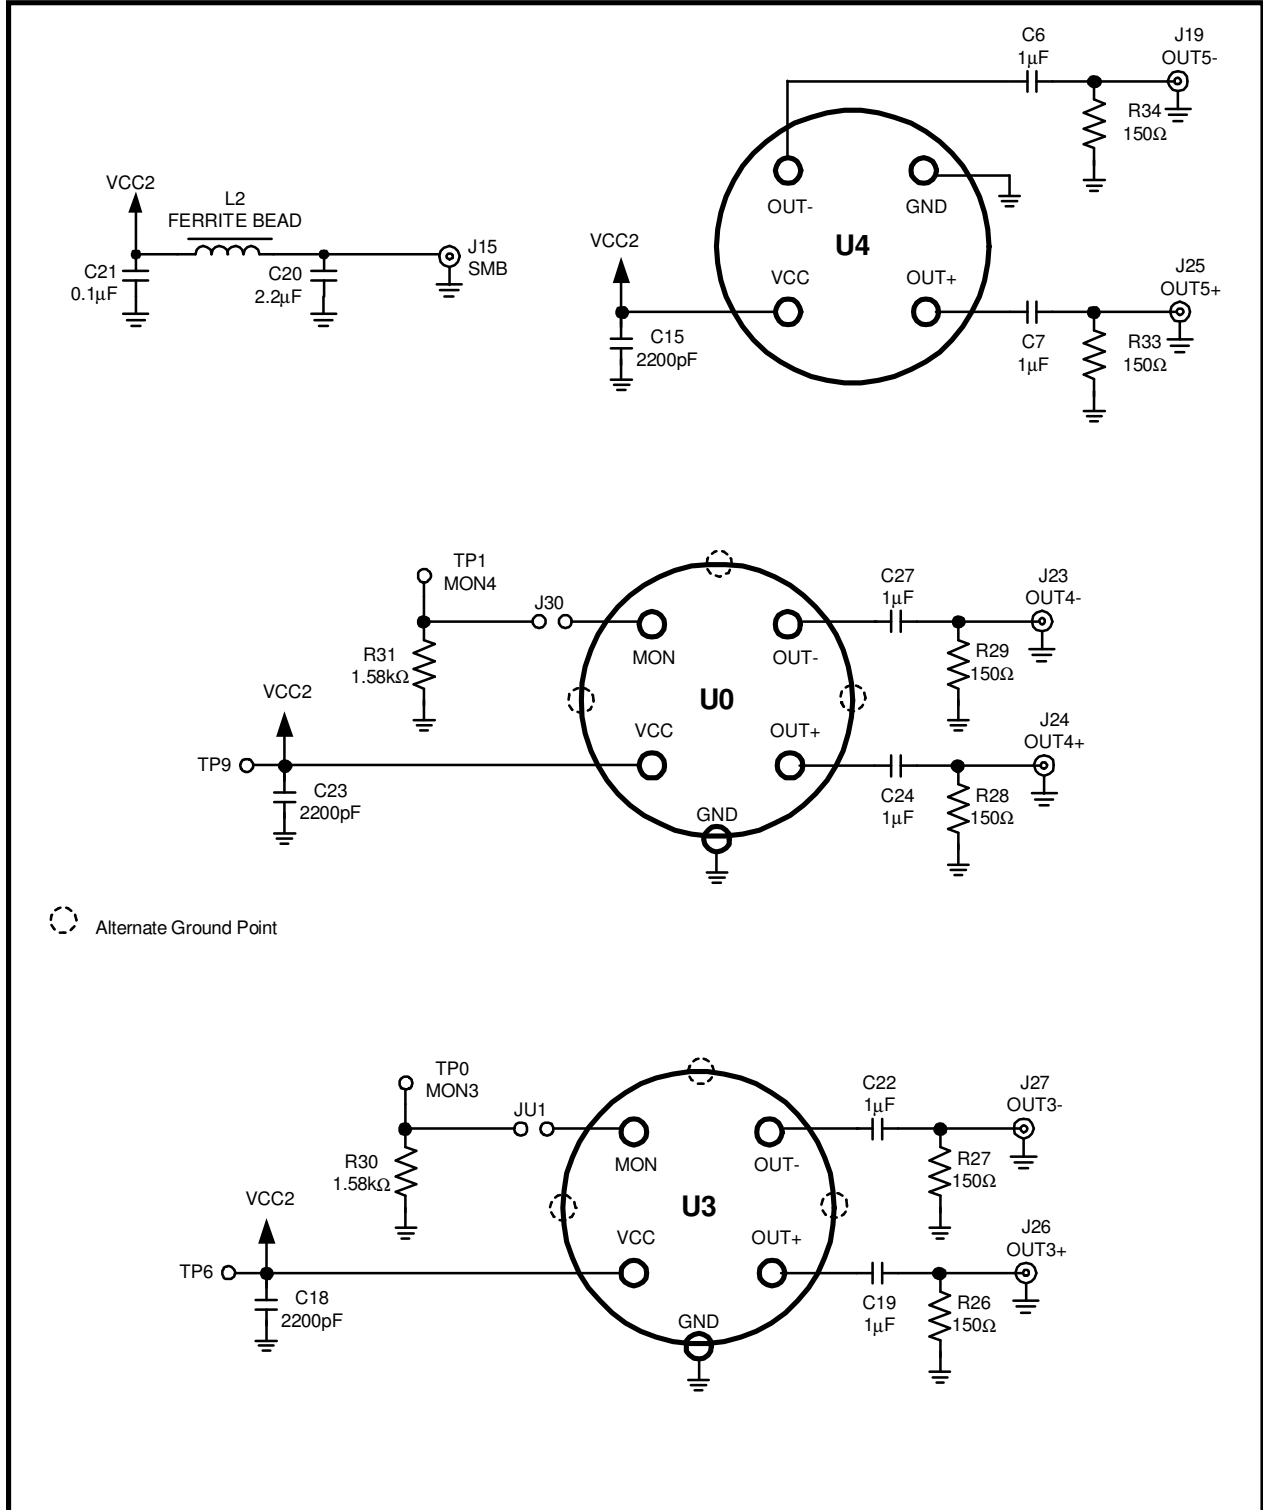 C6
1µF
J19
OUT5-
R34
150Ω
OUT-
GND
U4
VCC2
L2
FERRITE BEAD
J15
SMB
C21
0.1µF
C20
2.2µF
VCC2
VCC
OUT+
J25
OUT5+
C15
2200pF
C7
1µF
R33
150Ω
TP1
MON4
J30
C27
1µF
J23
OUT4-
R31
1.58kΩ
MON
OUT-
R29
150Ω
U0
VCC2
VCC
OUT+
J24
OUT4+
TP9
C23
2200pF
C24
1µF
R28
150Ω
GND
Alternate Ground Point
TP0
MON3
JU1
C22
1µF
J27
OUT3-
R30
1.58kΩ
MON
OUT-
R27
150Ω
U3
VCC2
VCC
OUT+
J26
OUT3+
TP6
C18
2200pF
C19
1µF
R26
150Ω
GND